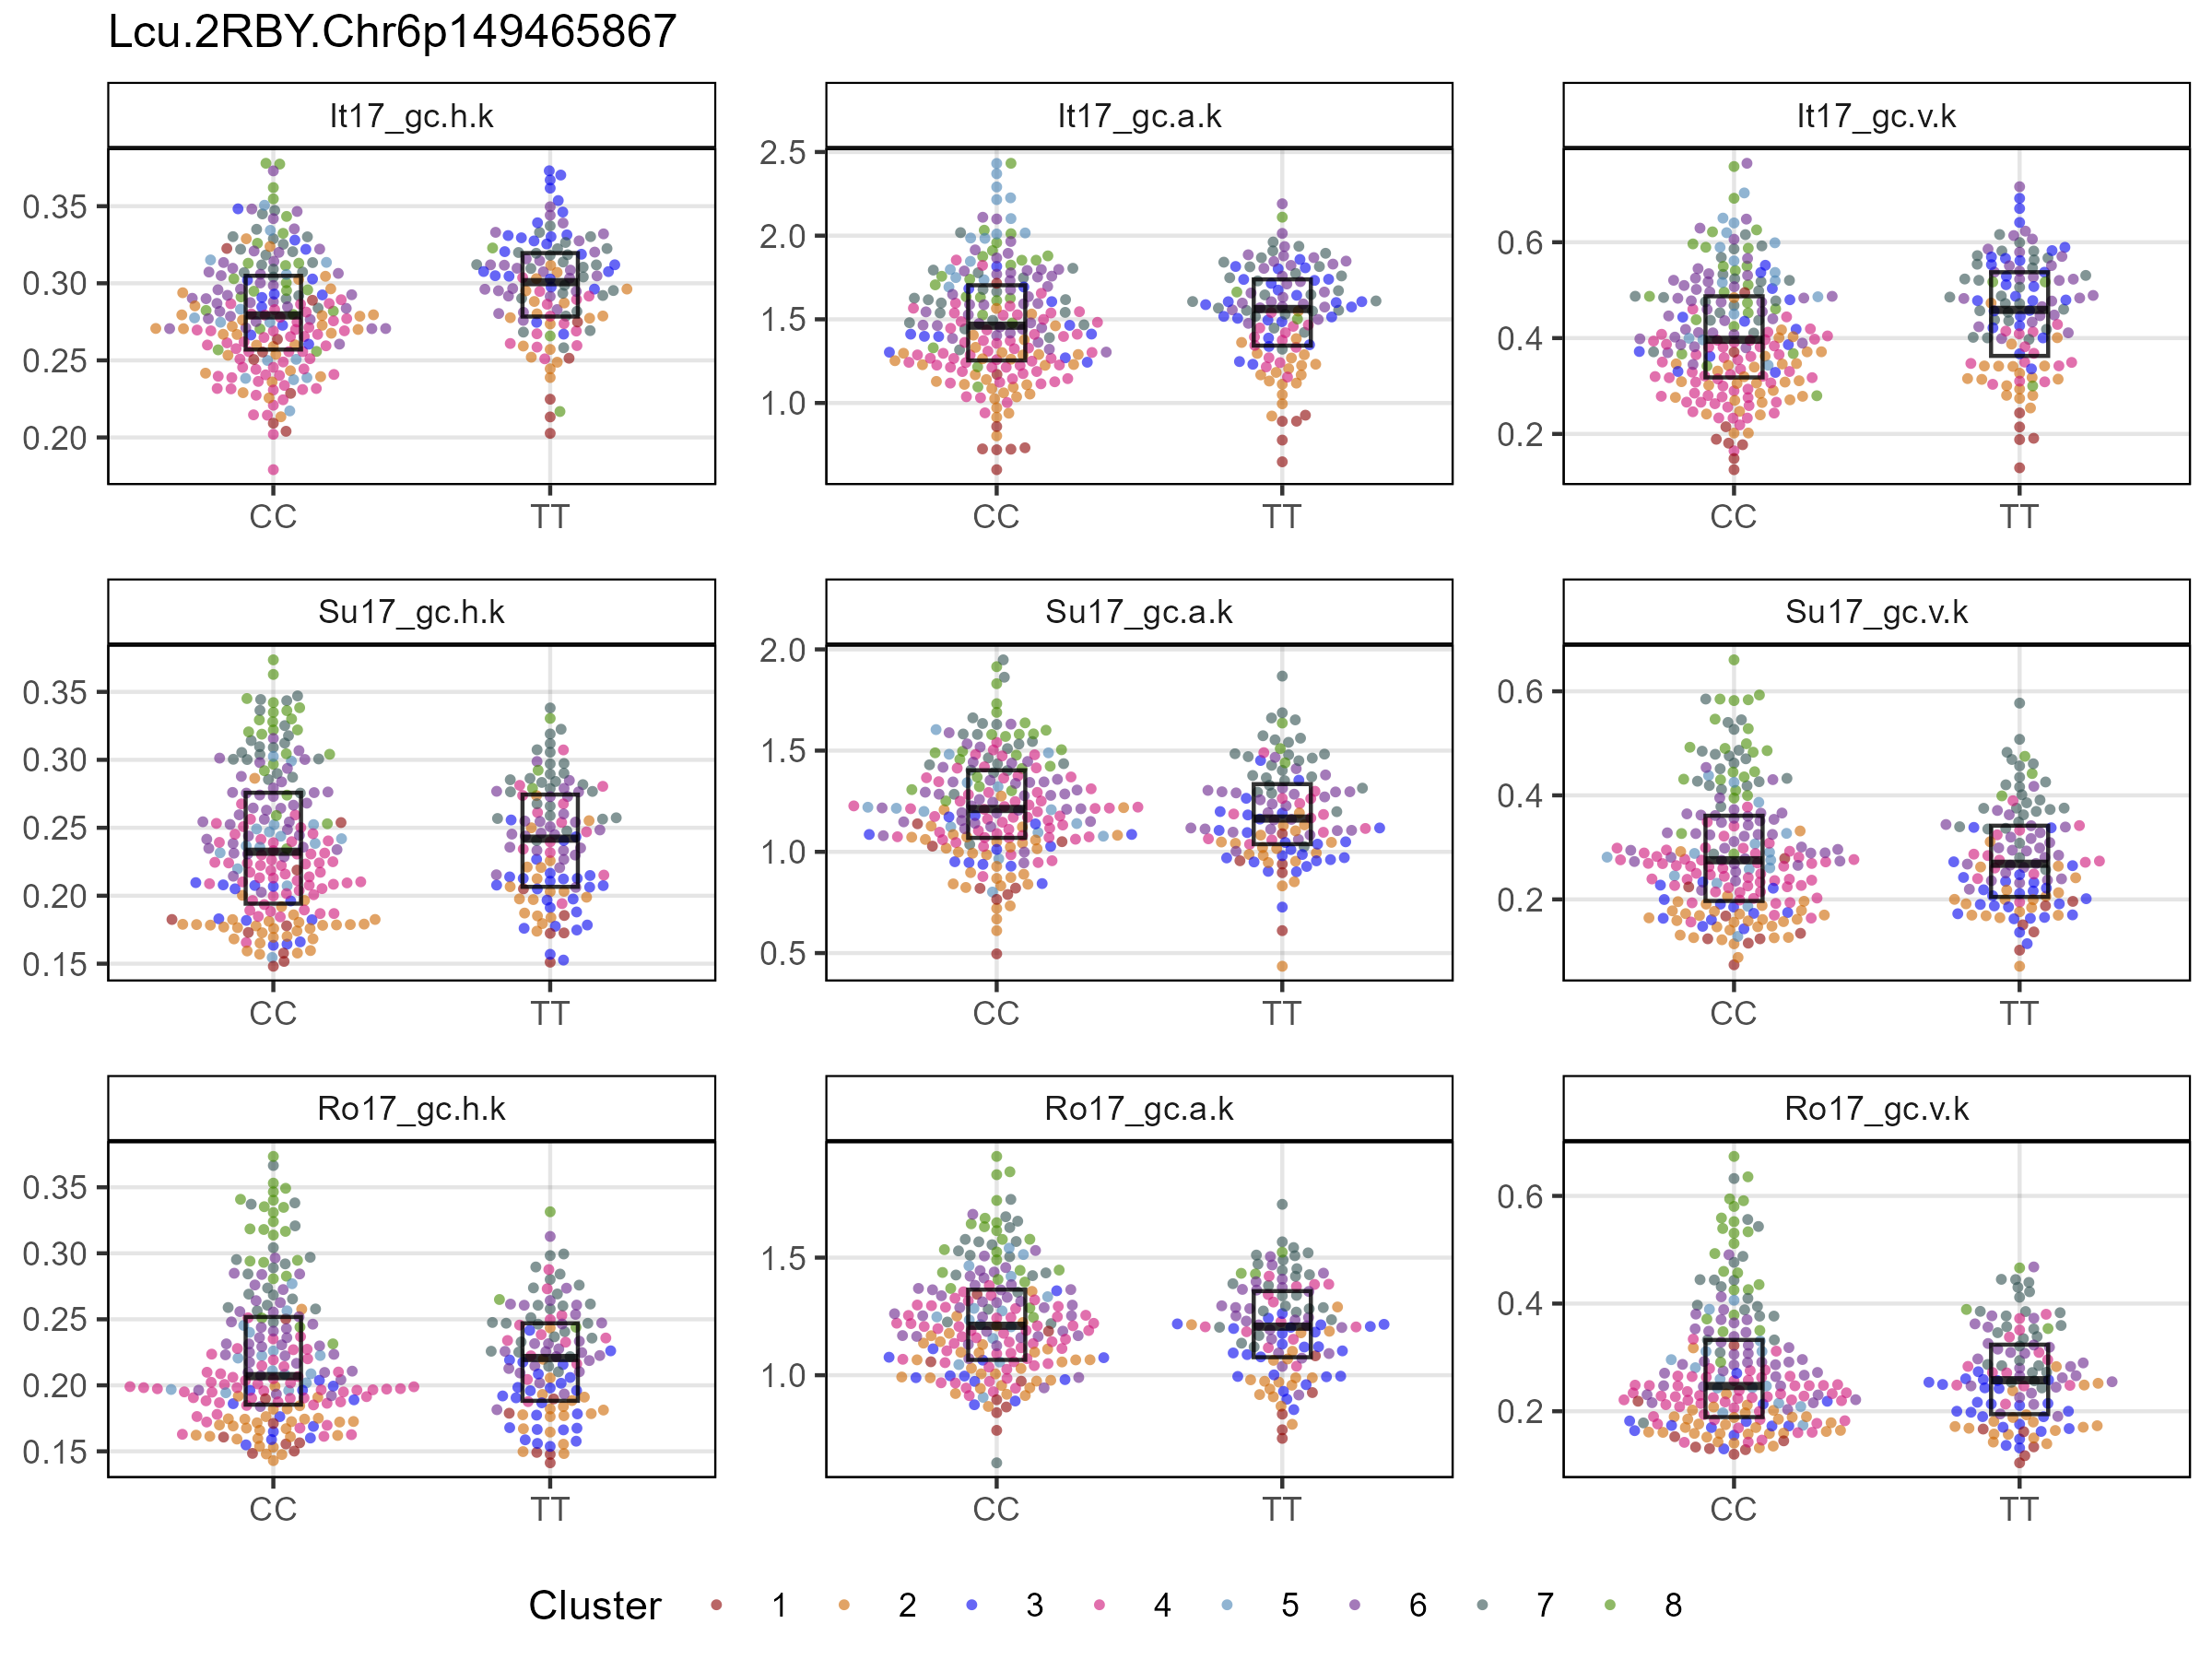 Lcu.2RBY.Chr6p149465867
It17_gc.h.k
It17_gc.a.k
It17_gc.v.k
0.35
0.30
0.25
0.20
2.5
2.0
1.5
1.0
0.6
0.4
0.2
CC TT
CC TT
CC TT
Su17_gc.h.k
Su17_gc.a.k
Su17_gc.v.k
0.35
0.30
0.25
0.20
0.15
2.0
1.5
1.0
0.5
0.6
0.4
0.2
CC TT
CC TT
CC TT
Ro17_gc.h.k
Ro17_gc.a.k
Ro17_gc.v.k
0.35
0.30
0.25
0.20
0.15
1.5
1.0
0.6
0.4
0.2
CC TT
CC TT
CC TT
Cluster 1 2 3 4 5 6 7 8